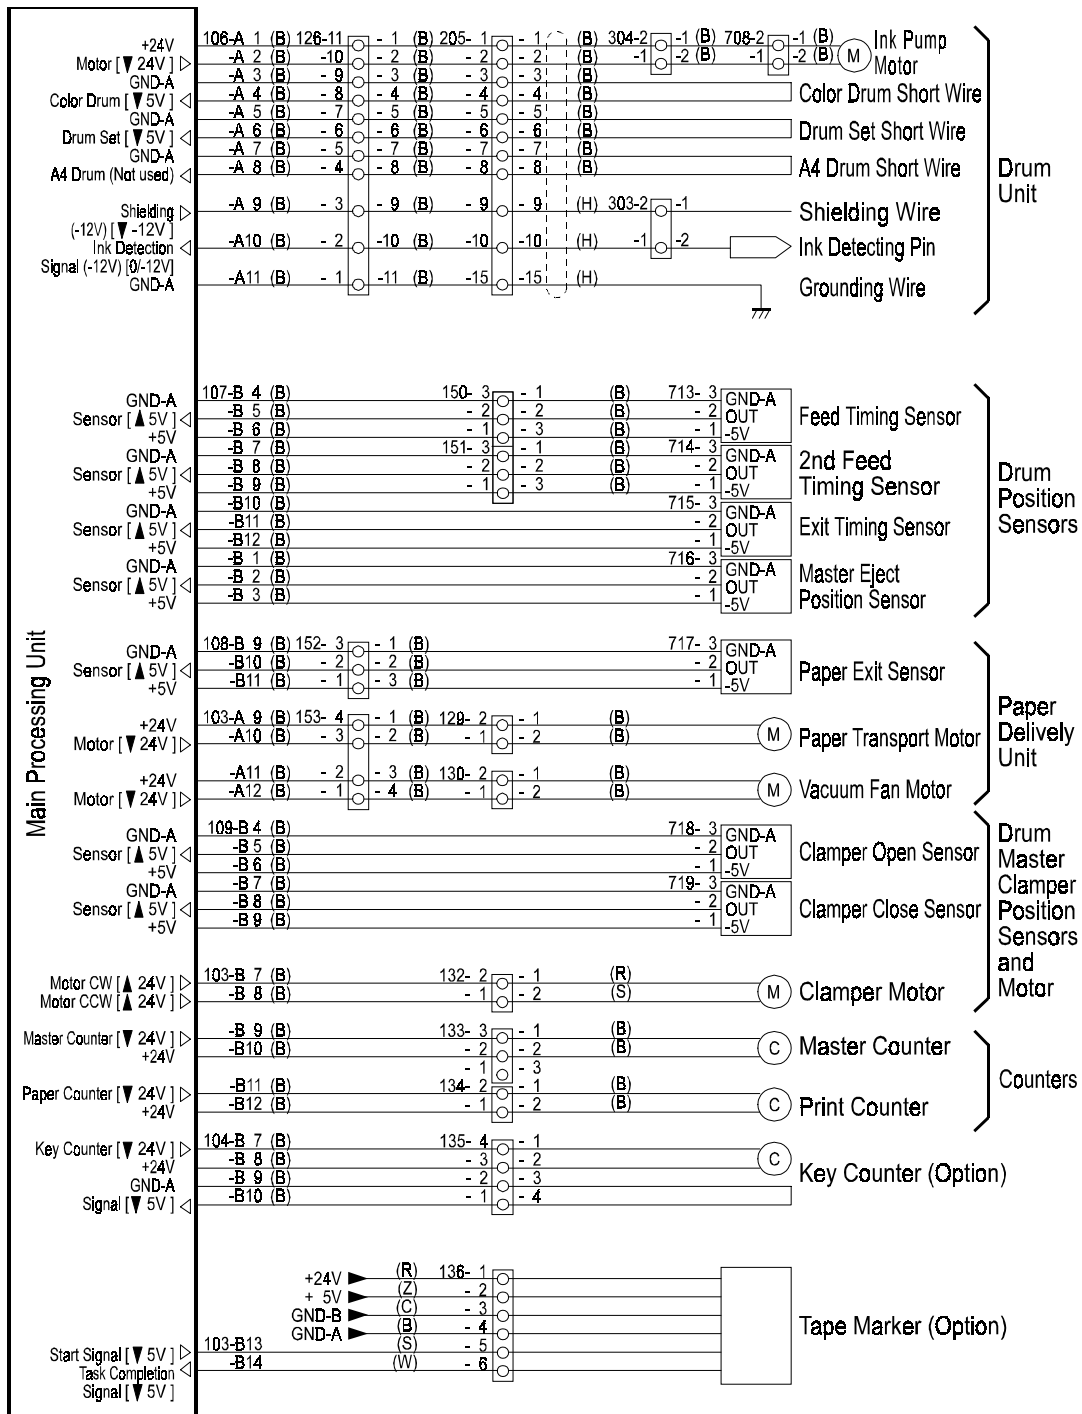 +24V 106-A 1 (B) 126-11 - 1 (B) 205- 1 - 1 (B) 304-2 -1 (B) 708-2 -1 (B) Ink Pump
Motor [▼ 24V] -A 2 (B) -10 - 2 (B) - 2 - 2 (B) -1 -2 (B) -1 -2 (B) M Motor
GND-A -A 3 (B) - 9 - 3 (B) - 3 - 3 (B)
Color Drum [▼ 5V] -A 4 (B) - 8 - 4 (B) - 4 - 4 (B) Color Drum Short Wire
GND-A -A 5 (B) - 7 - 5 (B) - 5 - 5 (B)
Drum Set [▼ 5V] -A 6 (B) - 6 - 6 (B) - 6 - 6 (B) Drum Set Short Wire
GND-A -A 7 (B) - 5 - 7 (B) - 7 - 7 (B)
A4 Drum (Not used) -A 8 (B) - 4 - 8 (B) - 8 - 8 (B) A4 Drum Short Wire
Drum
Unit
Shielding -A 9 (B) - 3 - 9 (B) - 9 - 9 (H) 303-2 -1 Shielding Wire
(-12V) [▼ -12V]
Ink Detection -A10 (B) - 2 -10 (B) -10 -10 (H) -1 -2 Ink Detecting Pin
Signal (-12V) [0/-12V]
GND-A -A11 (B) - 1 -11 (B) -15 -15 (H) Grounding Wire
GND-A 107-B 4 (B) 150- 3 - 1 (B) 713- 3 GND-A
Sensor [▲ 5V] -B 5 (B) - 2 - 2 (B) - 2 OUT Feed Timing Sensor
+5V -B 6 (B) - 1 - 3 (B) - 1 -5V
GND-A -B 7 (B) 151- 3 - 1 (B) 714- 3 GND-A 2nd Feed
Sensor [▲ 5V] -B 8 (B) - 2 - 2 (B) - 2 OUT Timing Sensor
+5V -B 9 (B) - 1 - 3 (B) - 1 -5V
Drum
Position
Sensors
GND-A -B10 (B) 715- 3 GND-A
Sensor [▲ 5V] -B11 (B) - 2 OUT Exit Timing Sensor
+5V -B12 (B) - 1 -5V
GND-A -B 1 (B) 716- 3 GND-A Master Eject
Sensor [▲ 5V] -B 2 (B) - 2 OUT Position Sensor
+5V -B 3 (B) - 1 -5V
Main Processing Unit
GND-A 108-B 9 (B) 152- 3 - 1 (B) 717- 3 GND-A
Sensor [▲ 5V] -B10 (B) - 2 - 2 (B) - 2 OUT Paper Exit Sensor
+5V -B11 (B) - 1 - 3 (B) - 1 -5V
+24V 103-A 9 (B) 153- 4 - 1 (B) 129- 2 - 1 (B)
Motor [▼ 24V] -A10 (B) - 3 - 2 (B) - 1 - 2 (B) M Paper Transport Motor
Paper
Delively
Unit
+24V -A11 (B) - 2 - 3 (B) 130- 2 - 1 (B)
Motor [▼ 24V] -A12 (B) - 1 - 4 (B) - 1 - 2 (B) M Vacuum Fan Motor
GND-A 109-B 4 (B) 718- 3 GND-A
Sensor [▲ 5V] -B 5 (B) - 2 OUT Clamper Open Sensor
+5V -B 6 (B) - 1 -5V
GND-A -B 7 (B) 719- 3 GND-A
Sensor [▲ 5V] -B 8 (B) - 2 OUT Clamper Close Sensor
+5V -B 9 (B) - 1 -5V
Drum
Master
Clamper
Position
Sensors
and
Motor
Motor CW [▲ 24V] 103-B 7 (B) 132- 2 - 1 (R)
Motor CCW [▲ 24V] -B 8 (B) - 1 - 2 (S) M Clamper Motor
Master Counter [▼ 24V] -B 9 (B) 133- 3 - 1 (B)
+24V -B10 (B) - 2 - 2 (B) C Master Counter
- 1 - 3
Counters
Paper Counter [▼ 24V] -B11 (B) 134- 2 - 1 (B)
+24V -B12 (B) - 1 - 2 (B) C Print Counter
Key Counter [▼ 24V] 104-B 7 (B) 135- 4 - 1
+24V -B 8 (B) - 3 - 2 C
GND-A -B 9 (B) - 2 - 3 Key Counter (Option)
Signal [▼ 5V] -B10 (B) - 1 - 4
+24V (R) 136- 1
+ 5V (Z) - 2
GND-B (C) - 3
GND-A (B) - 4 Tape Marker (Option)
Start Signal [▼ 5V] 103-B13 (S) - 5
Task Completion -B14 (W) - 6
Signal [▼ 5V]